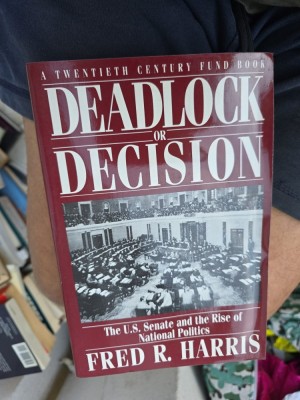 A TWENTIETH CENTURY FUND BOOK
DEADLOCK
OR
DECISION
The U.S. Senate and the Rise of
National Politics
FRED R. HARRIS